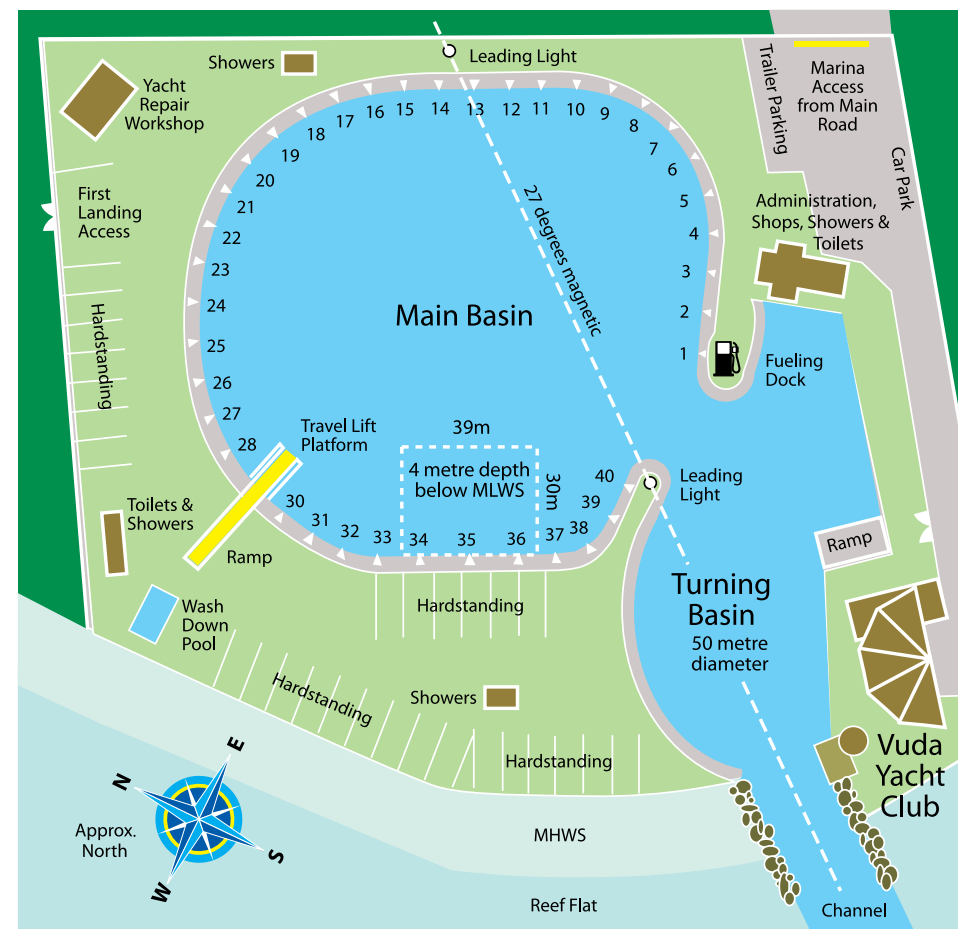 Showers
Leading Light
Yacht
Repair
Workshop
Trailer Parking
Marina
Access
from Main
Road
Car Park
16
15
14
13
12
11
10
9
8
7
6
5
4
3
2
1
17
18
19
20
21
22
23
24
25
26
27
28
First
Landing
Access
Administration,
Shops, Showers &
Toilets
27 degrees magnetic
Main Basin
Hardstanding
Fueling
Dock
Travel Lift
Platform
39m
4 metre depth
below MLWS
30m
40
39
38
37
36
35
34
33
32
31
30
Leading
Light
Toilets &
Showers
Ramp
Ramp
Wash
Down
Pool
Hardstanding
Turning
Basin
50 metre
diameter
Hardstanding
Showers
Hardstanding
Vuda
Yacht
Club
N
E
S
W
Approx.
North
MHWS
Reef Flat
Channel